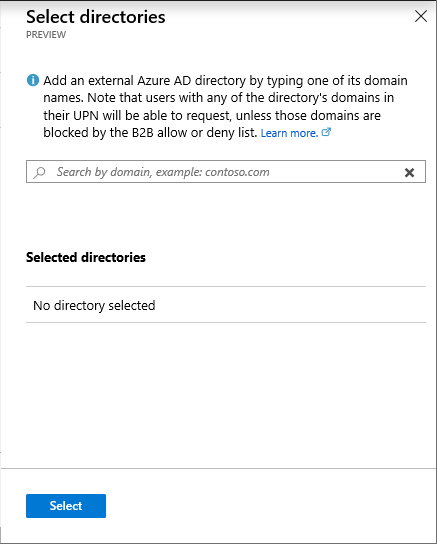 Select directories
PREVIEW
Add an external Azure AD directory by typing one of its domain
names. Note that users with any of the directory's domains in
their UPN will be able to request, unless those domains are
blocked by the B2B allow or deny list. Learn more.
Search by domain, example: contoso.com
Selected directories
No directory selected
Select